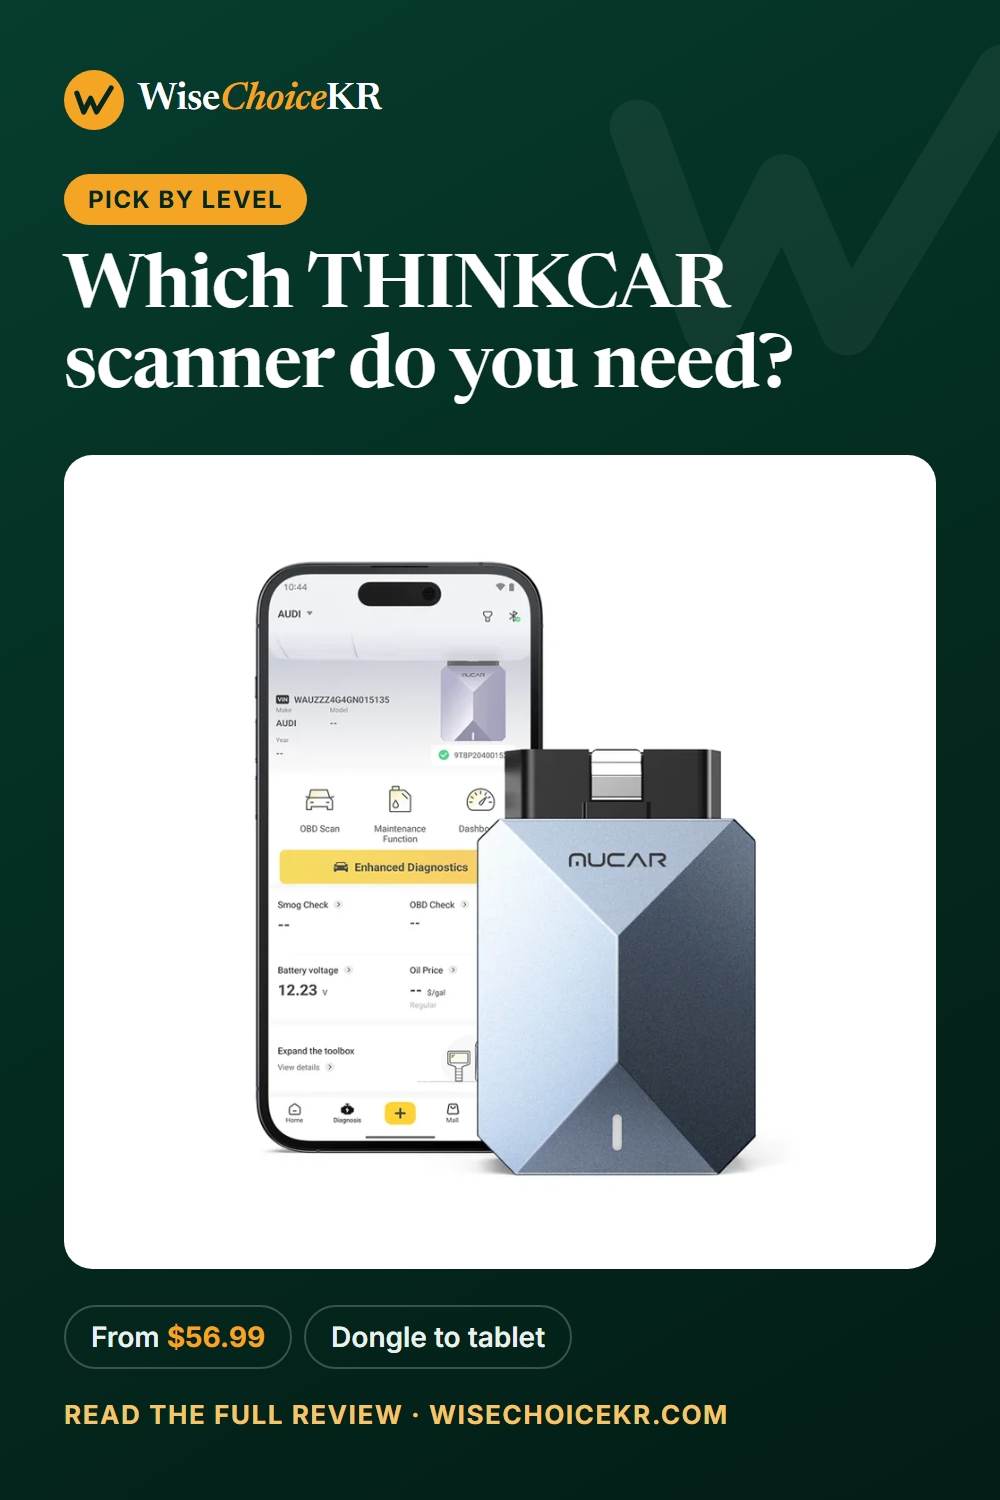 WiseChoiceKR
PICK BY LEVEL
Which THINKCAR
scanner do you need?
10:44
AUDI
MUCAR
VIN WAUZZZ4G4GN015135
Make Model
AUDI --
Year
--
9T8P2040015
OBD Scan
Maintenance
Function
Enhanced Diagnostics
Smog Check
OBD Check
--
--
Battery voltage
Oil Price
12.23 V
-- $/gal
Regular
Expand the toolbox
View details
Home
Diagnosis
Mall
MUCAR
From $56.99
Dongle to tablet
READ THE FULL REVIEW · WISECHOICEKR.COM